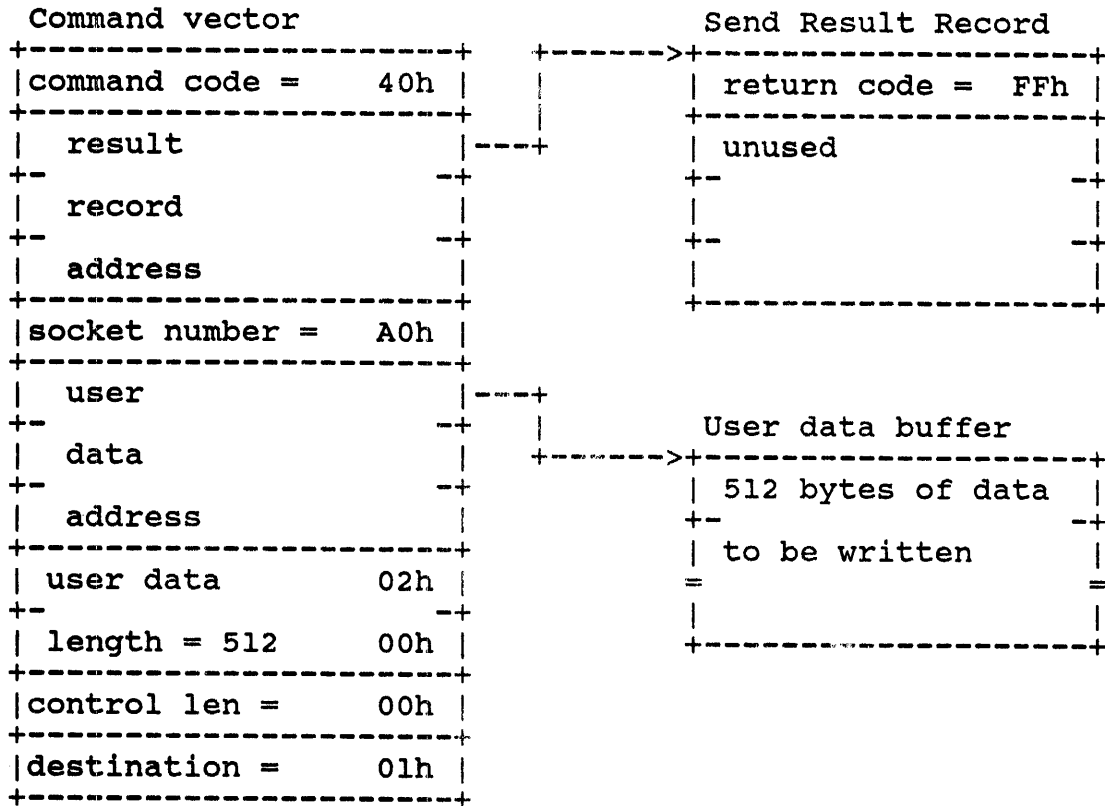 Command vector
command code = 40h
result
record
address
socket number = A0h
user
data
address
user data 02h
length = 512 00h
control len = 00h
destination = 01h
Send Result Record
return code = FFh
unused
User data buffer
512 bytes of data
to be written